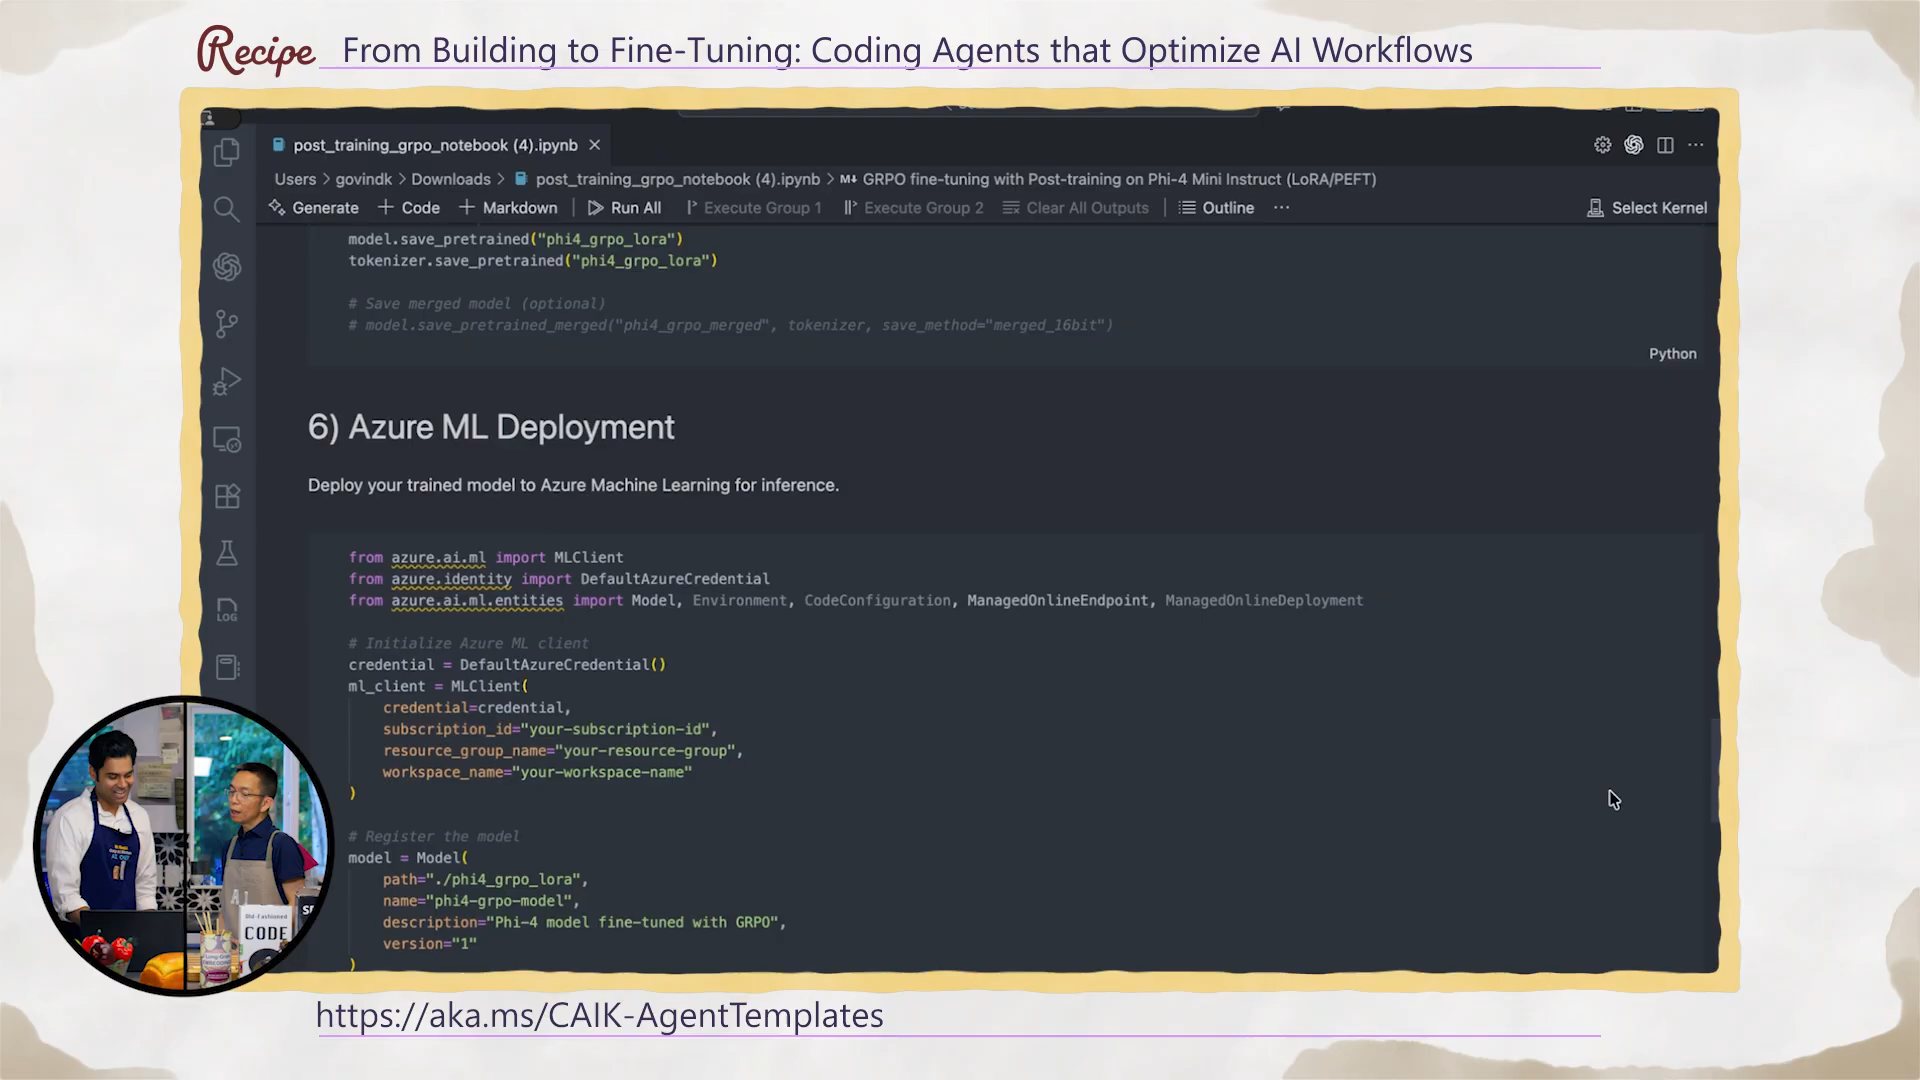 Recipe From Building to Fine-Tuning: Coding Agents that Optimize AI Workflows
post_training_grpo_notebook (4).ipynb
Users > govindk > Downloads > post_training_grpo_notebook (4).ipynb > M↓ GRPO fine-tuning with Post-training on Phi-4 Mini Instruct (LoRA/PEFT)
Generate + Code + Markdown Run All Execute Group 1 Execute Group 2 Clear All Outputs Outline ... Select Kernel
model.save_pretrained("phi4_grpo_lora")
tokenizer.save_pretrained("phi4_grpo_lora")
# Save merged model (optional)
# model.save_pretrained_merged("phi4_grpo_merged", tokenizer, save_method="merged_16bit")
Python
6) Azure ML Deployment
Deploy your trained model to Azure Machine Learning for inference.
from azure.ai.ml import MLClient
from azure.identity import DefaultAzureCredential
from azure.ai.ml.entities import Model, Environment, CodeConfiguration, ManagedOnlineEndpoint, ManagedOnlineDeployment
# Initialize Azure ML client
credential = DefaultAzureCredential()
ml_client = MLClient(
credential=credential,
subscription_id="your-subscription-id",
resource_group_name="your-resource-group",
workspace_name="your-workspace-name"
)
# Register the model
model = Model(
path="./phi4_grpo_lora",
name="phi4-grpo-model",
description="Phi-4 model fine-tuned with GRPO",
version="1"
)
LOG
AI CHEF
Old-Fashioned
CODE
https://aka.ms/CAIK-AgentTemplates